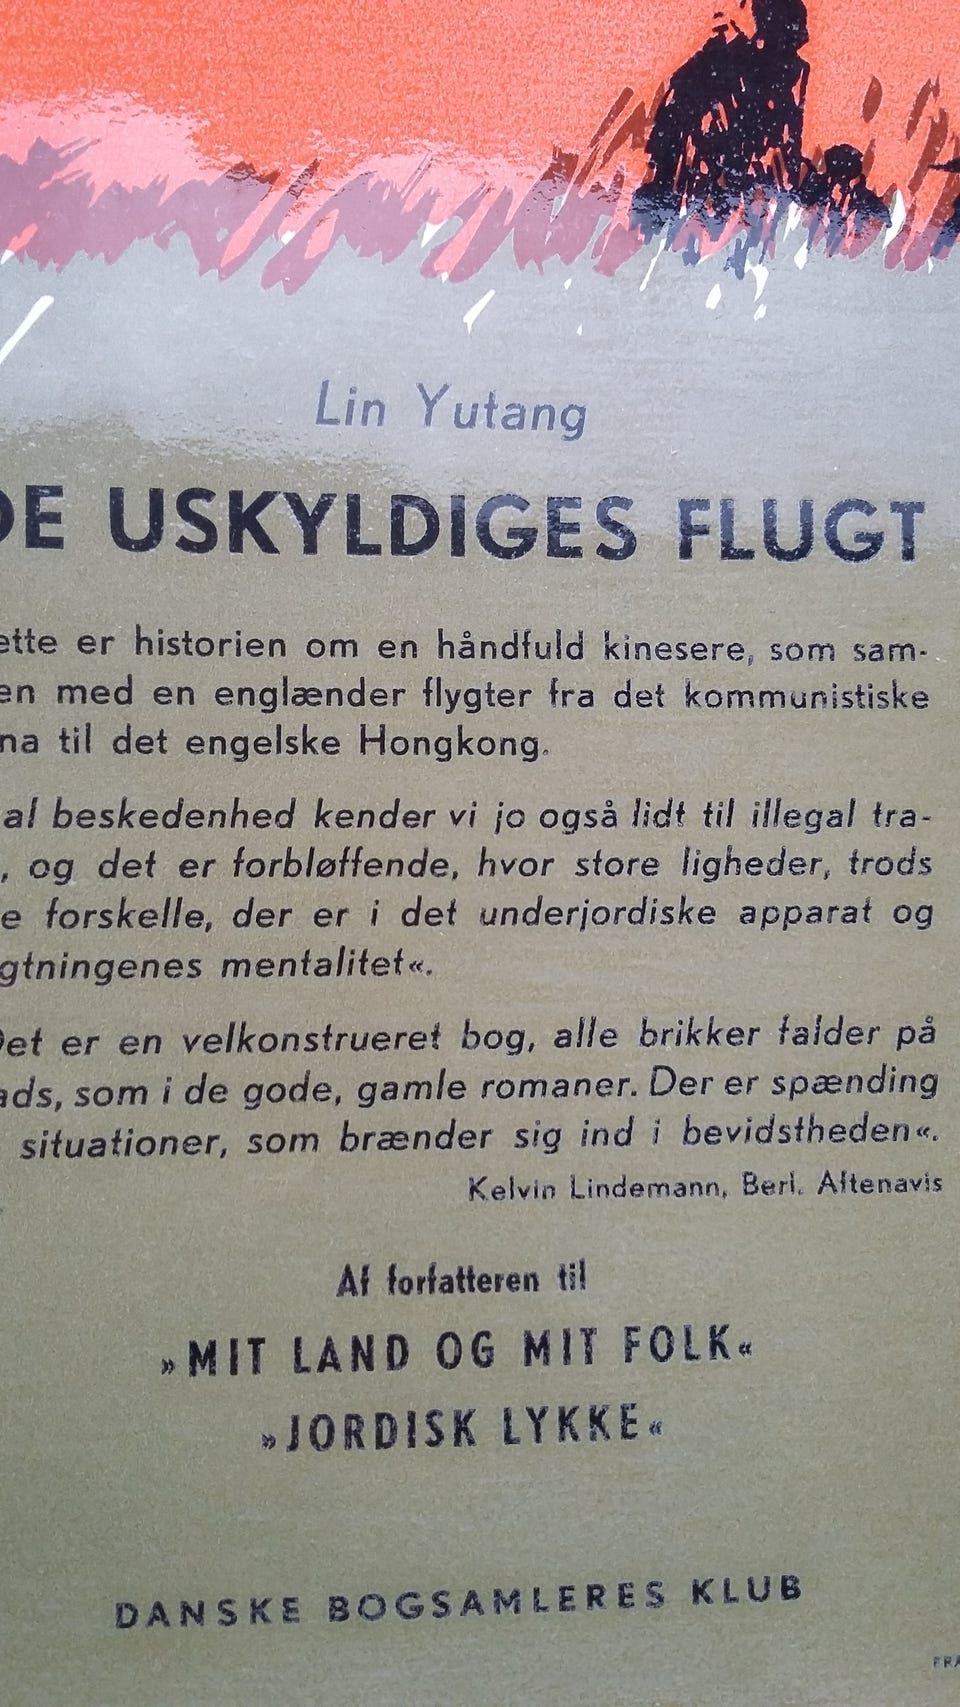 Lin Yutang
DE USKYLDIGES FLUGT
ette er historien om en håndfuld kinesere, som sam-
en med en englænder flygter fra det kommunistiske
na til det engelske Hongkong.
al beskedenhed kender vi jo også lidt til illegal tra-
, og det er forbløffende, hvor store ligheder, trods
e forskelle, der er i det underjordiske apparat og
gtningenes mentalitet«.
Det er en velkonstrueret bog, alle brikker falder på
ads, som i de gode, gamle romaner. Der er spænding
situationer, som brænder sig ind i bevidstheden«.
Kelvin Lindemann, Berl. Aftenavis
Af forfatteren til
»MIT LAND OG MIT FOLK«
»JORDISK LYKKE«
DANSKE BOGSAMLERES KLUB